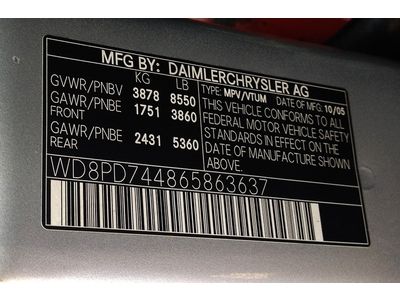 MFG BY: DAIMLERCHRYSLER AG
KG LB
GVWR/PNBV 3878 8550
GAWR/PNBE 1751 3860
FRONT
GAWR/PNBE 2431 5360
REAR
TYPE: MPV/VTUM DATE OF MFG. 10/05
THIS VEHICLE CONFORMS TO ALL
FEDERAL MOTOR VEHICLE SAFETY
STANDARDS IN EFFECT ON THE
DATE OF MANUFACTURE SHOWN
ABOVE.
WD8PD744865863637